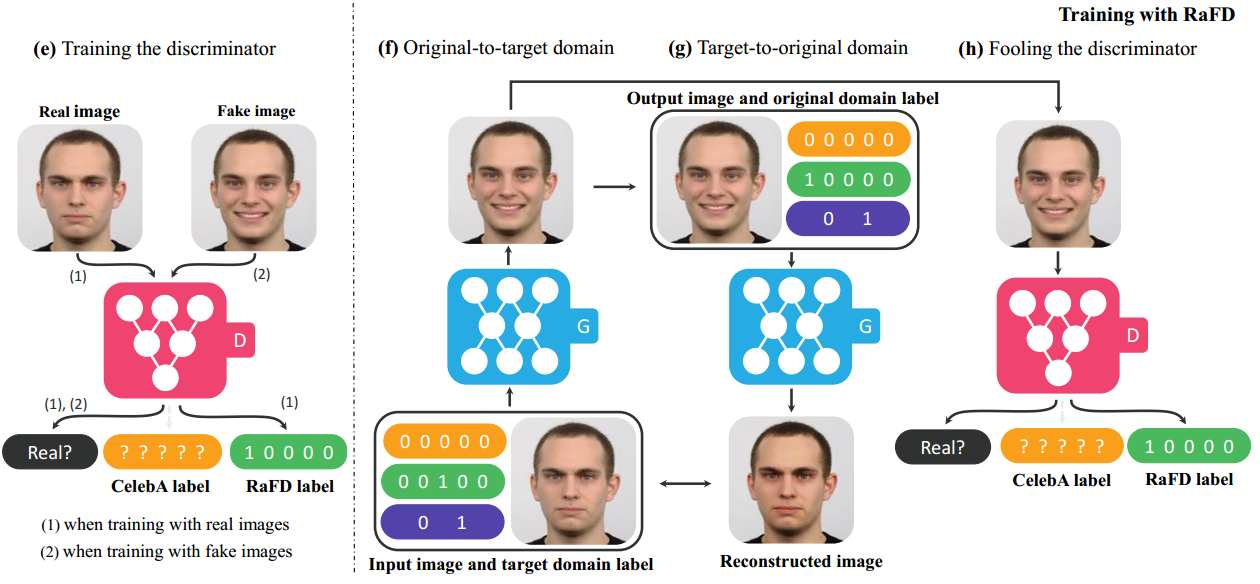 Training with RaFD
(e) Training the discriminator
(f) Original-to-target domain
(g) Target-to-original domain
(h) Fooling the discriminator
Real image
Fake image
(1)
(2)
D
(1), (2)
(1)
Real?
? ? ? ? ?
1 0 0 0 0
CelebA label
RaFD label
(1) when training with real images
(2) when training with fake images
G
0 0 0 0 0
0 0 1 0 0
0 1
Input image and target domain label
Output image and original domain label
0 0 0 0 0
1 0 0 0 0
0 1
G
Reconstructed image
D
Real?
? ? ? ? ?
1 0 0 0 0
CelebA label
RaFD label